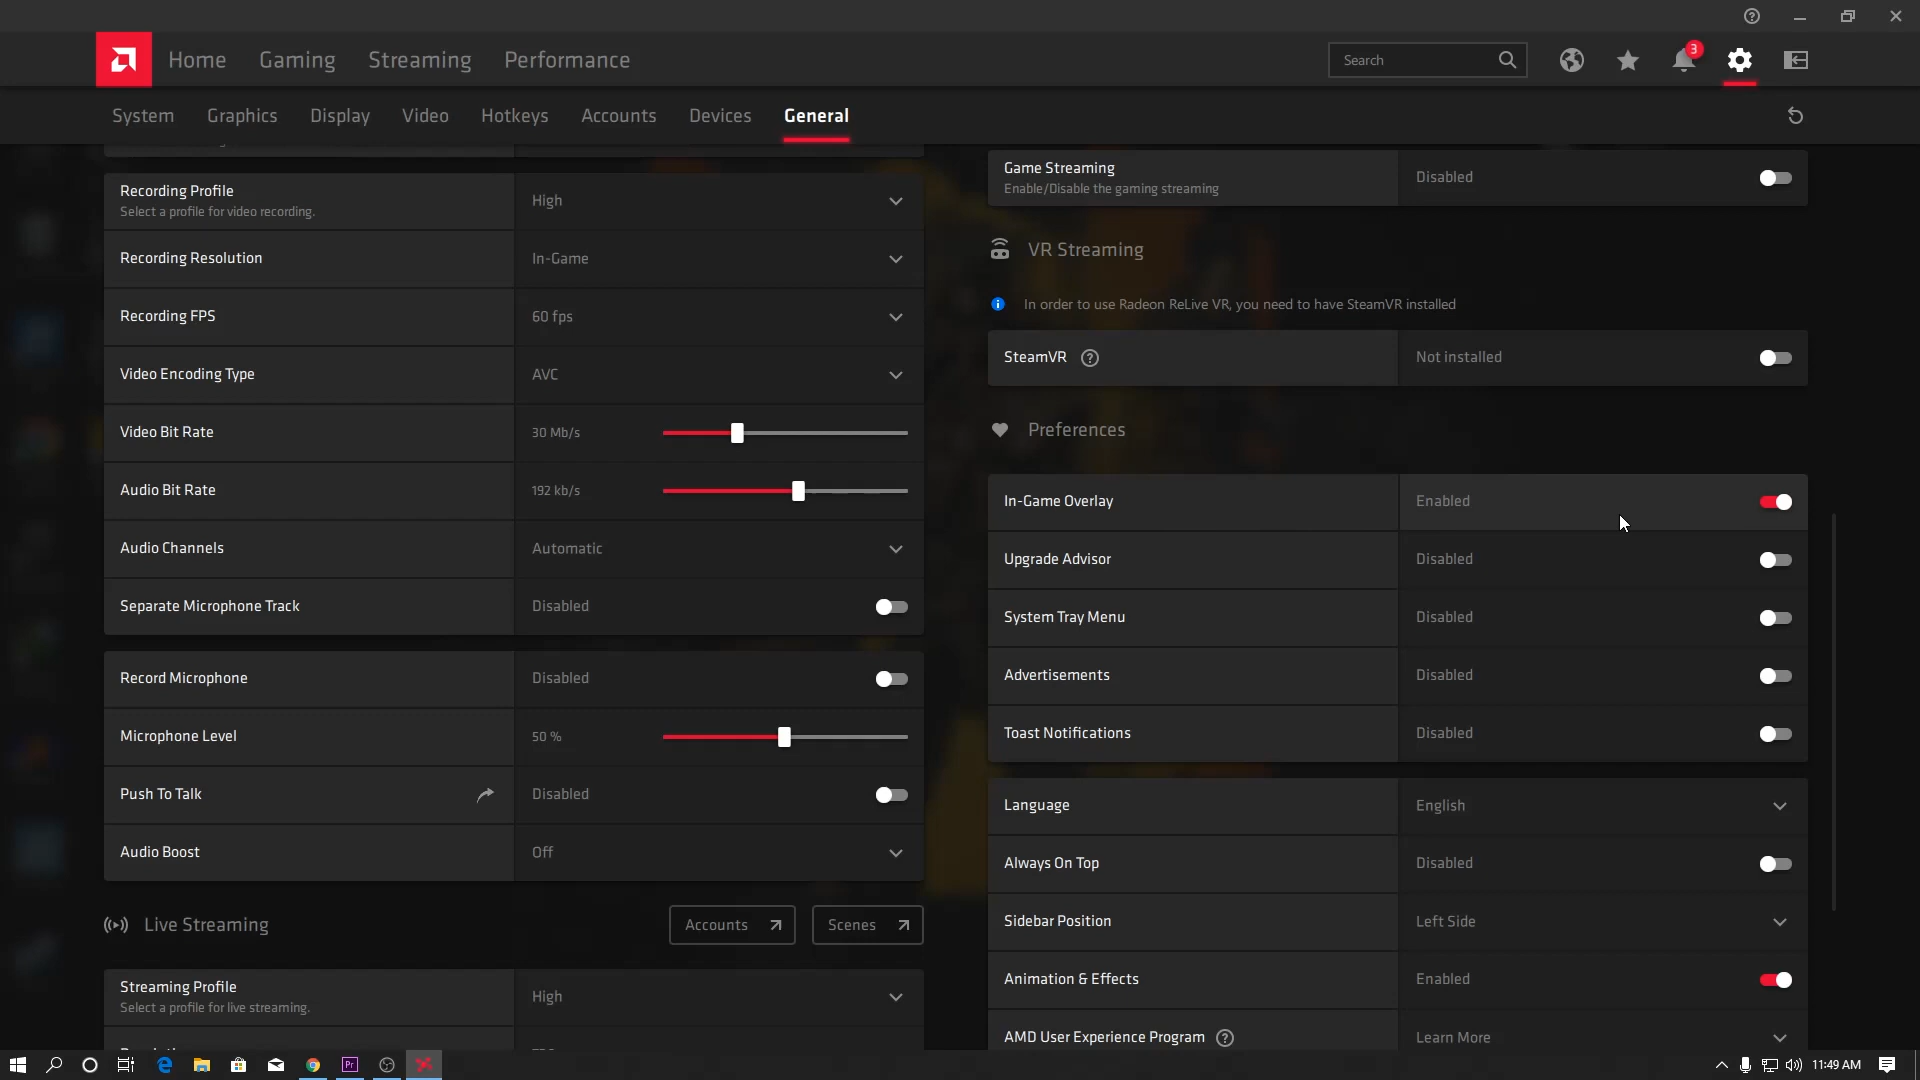 Home Gaming Streaming Performance
Search
3
System Graphics Display Video Hotkeys Accounts Devices General
Recording Profile
Select a profile for video recording.
High
Recording Resolution
In-Game
Recording FPS
60 fps
Video Encoding Type
AVC
Video Bit Rate
30 Mb/s
Audio Bit Rate
192 kb/s
Audio Channels
Automatic
Separate Microphone Track
Disabled
Record Microphone
Disabled
Microphone Level
50 %
Push To Talk
Disabled
Audio Boost
Off
Live Streaming
Accounts
Scenes
Streaming Profile
Select a profile for live streaming.
High
Game Streaming
Enable/Disable the gaming streaming
Disabled
VR Streaming
In order to use Radeon ReLive VR, you need to have SteamVR installed
SteamVR
Not installed
Preferences
In-Game Overlay
Enabled
Upgrade Advisor
Disabled
System Tray Menu
Disabled
Advertisements
Disabled
Toast Notifications
Disabled
Language
English
Always On Top
Disabled
Sidebar Position
Left Side
Animation & Effects
Enabled
AMD User Experience Program
Learn More
Pr
11:49 AM